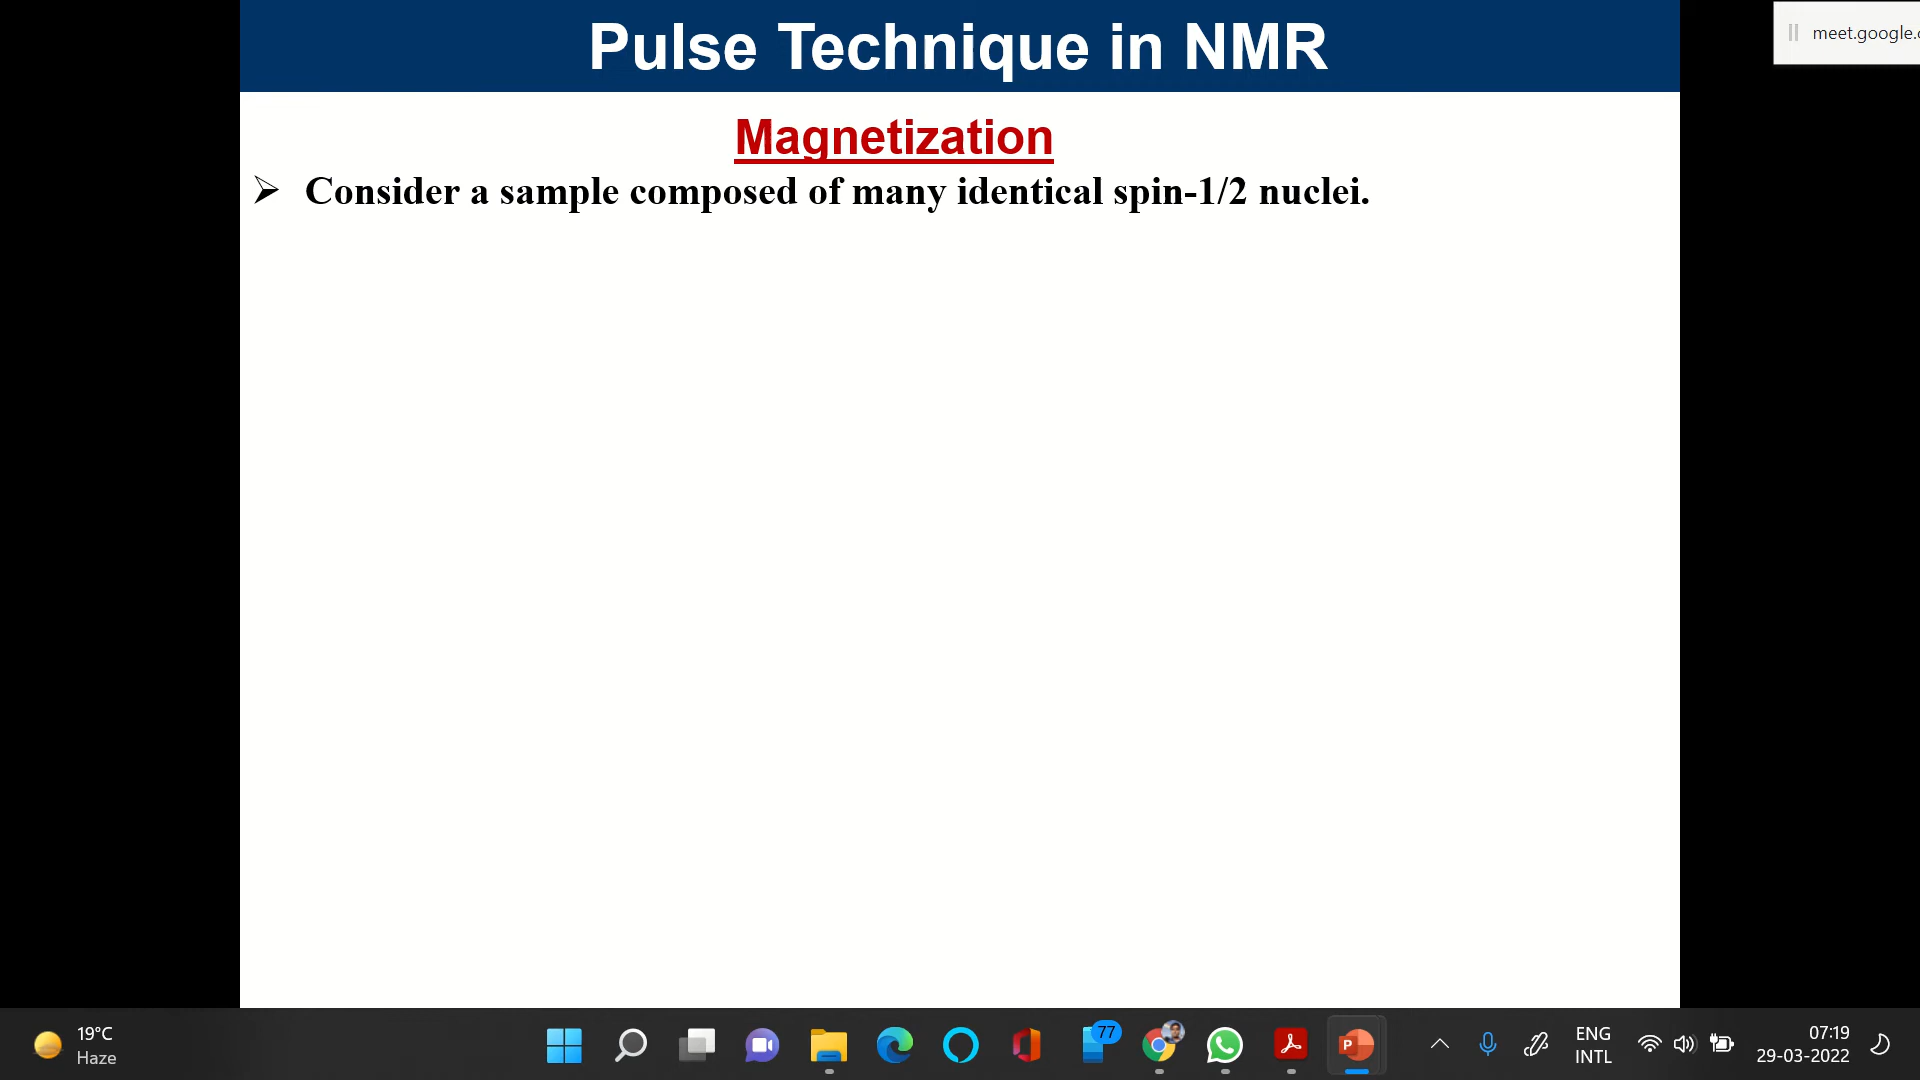 Pulse Technique in NMR
meet.google.c
Magnetization
➢ Consider a sample composed of many identical spin-1/2 nuclei.
19°C
Haze
77
P
ENG
INTL
07:19
29-03-2022